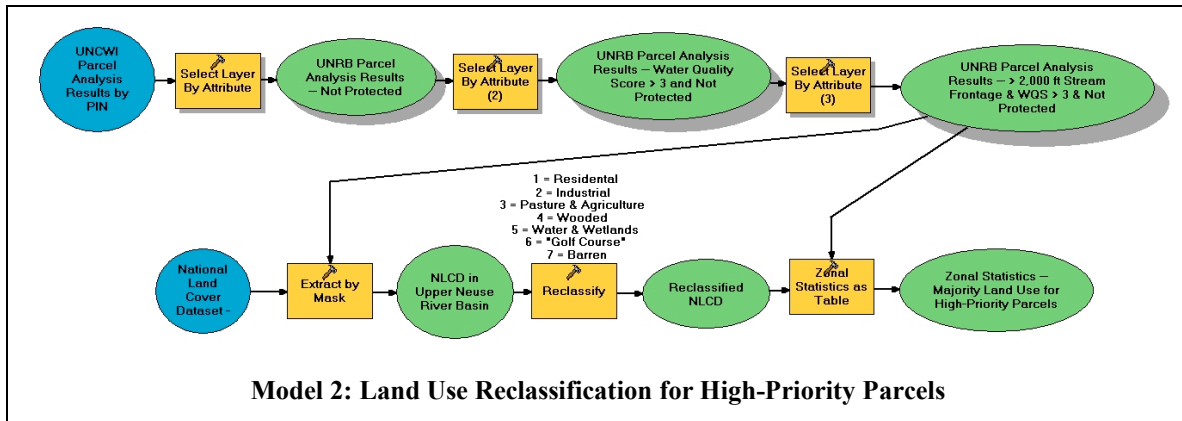 UNCWI
Parcel
Analysis
Results by
PIN
Select Layer
By Attribute
UNRB Parcel
Analysis Results
– Not Protected
Select Layer
By Attribute
(2)
UNRB Parcel Analysis
Results – Water Quality
Score > 3 and Not
Protected
Select Layer
By Attribute
(3)
UNRB Parcel Analysis
Results – > 2,000 ft Stream
Frontage & WQS > 3 & Not
Protected
1 = Residential
2 = Industrial
3 = Pasture & Agriculture
4 = Wooded
5 = Water & Wetlands
6 = "Golf Course"
7 = Barren
National
Land
Cover
Dataset -
Extract by
Mask
NLCD in
Upper Neuse
River Basin
Reclassify
Reclassified
NLCD
Zonal
Statistics as
Table
Zonal Statistics –
Majority Land Use for
High-Priority Parcels
Model 2: Land Use Reclassification for High-Priority Parcels